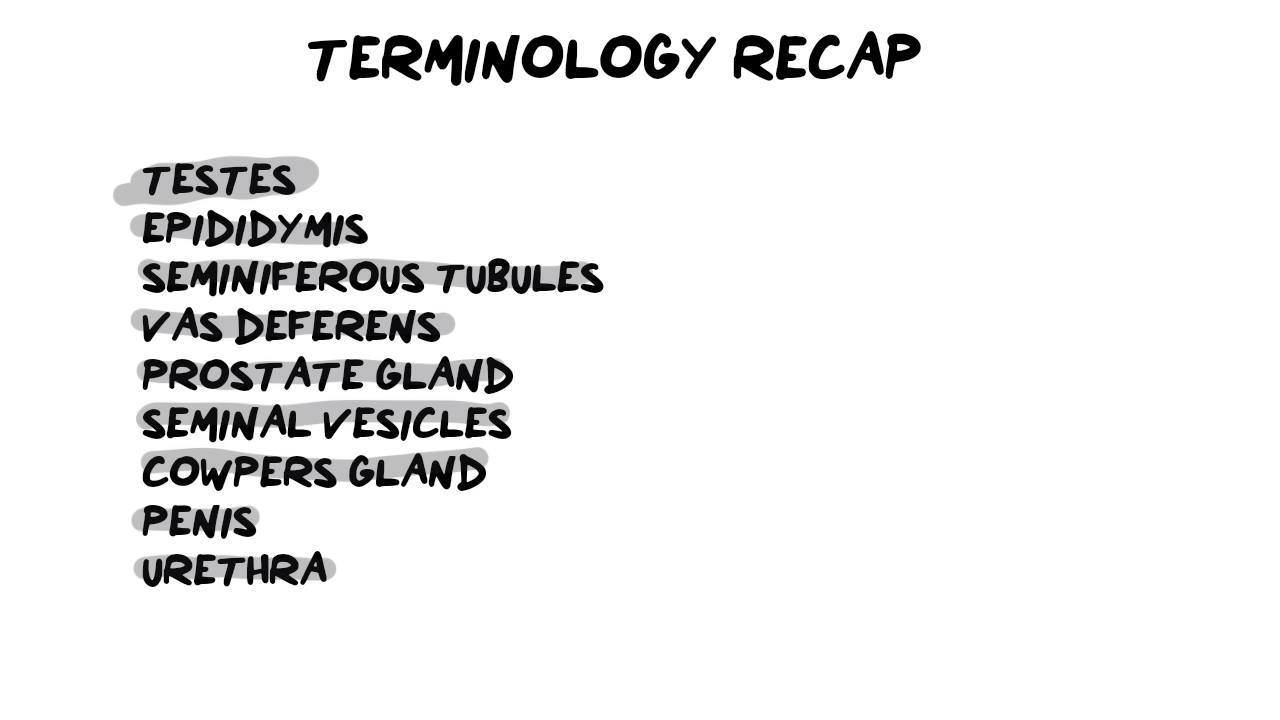 TERMINOLOGY RECAP
TESTES
EPIDIDYMIS
SEMINIFEROUS TUBULES
VAS DEFERENS
PROSTATE GLAND
SEMINAL VESICLES
COWPERS GLAND
PENIS
URETHRA